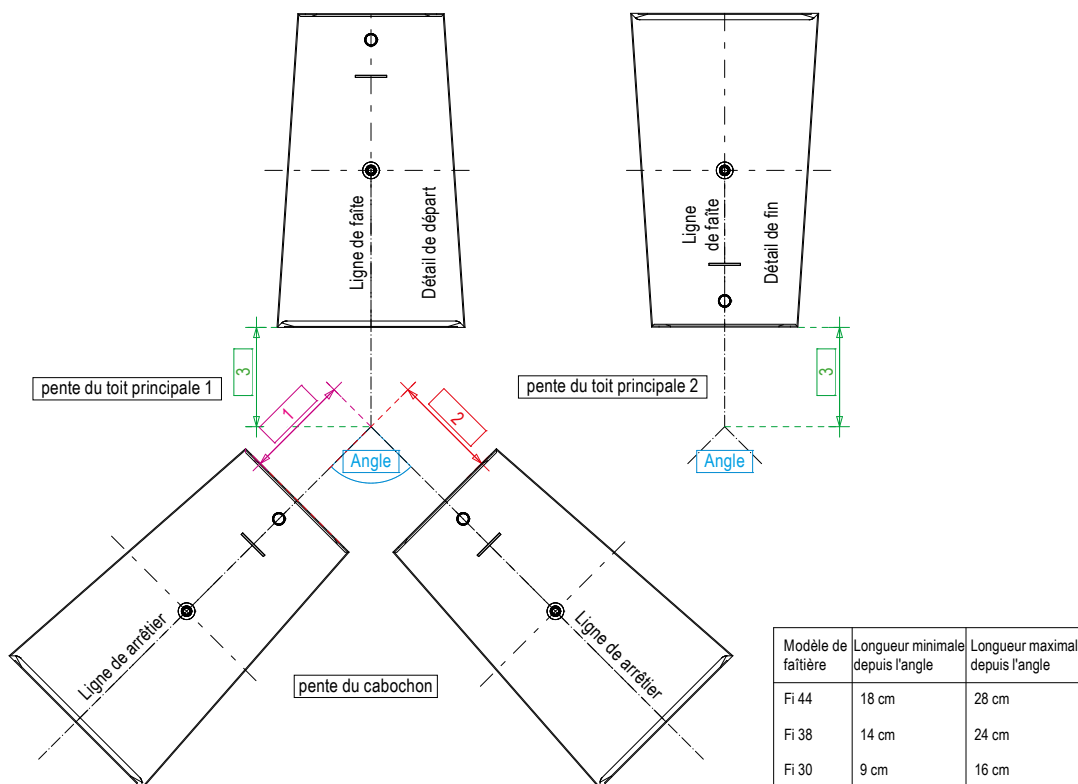 Ligne de faîte
Détail de départ
Ligne
de faîte
Détail de fin
3
3
pente du toit principale 1
pente du toit principale 2
1
2
Angle
Angle
Ligne de arrêtier
Ligne de arrêtier
pente du cabochon
Modèle de faîtière
Longueur minimale depuis l'angle
Longueur maximal depuis l'angle
Fi 44 18 cm 28 cm
Fi 38 14 cm 24 cm
Fi 30 9 cm 16 cm